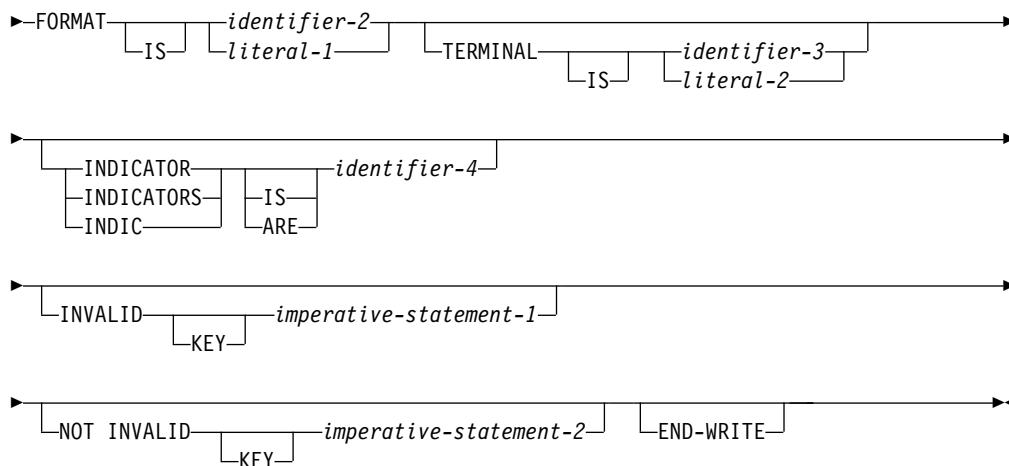 FORMAT IS identifier-2 literal-1 TERMINAL IS identifier-3 literal-2
INDICATOR INDICATORS INDIC IS ARE identifier-4
INVALID KEY imperative-statement-1
NOT INVALID KEY imperative-statement-2 END-WRITE